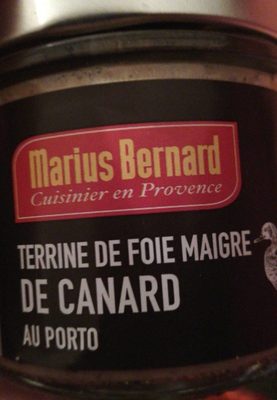 Marius Bernard
Cuisinier en Provence
TERRINE DE FOIE MAIGRE
DE CANARD
AU PORTO